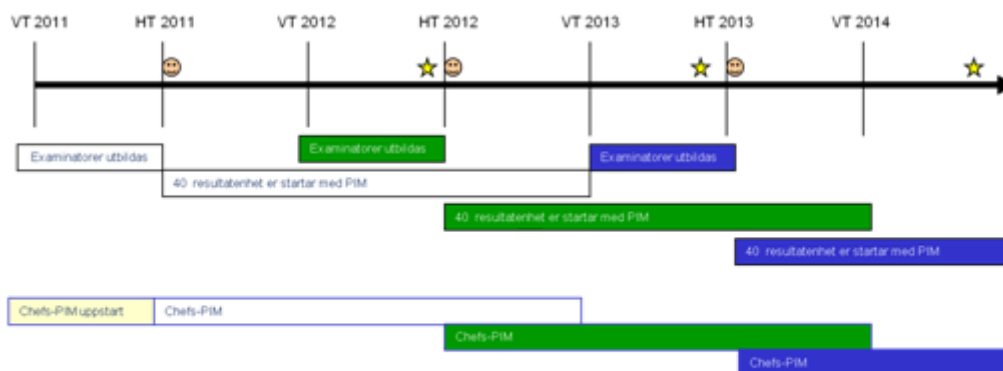 VT 2011 HT 2011 VT 2012 HT 2012 VT 2013 HT 2013 VT 2014
Examinatorer utbildas Examinatorer utbildas Examinatorer utbildas
40 resultatenhet er startar med PIM
40 resultatenhet er startar med PIM
40 resultatenhet er startar med PIM
Chefs-PIM uppstart Chefs-PIM
Chefs-PIM
Chefs-PIM